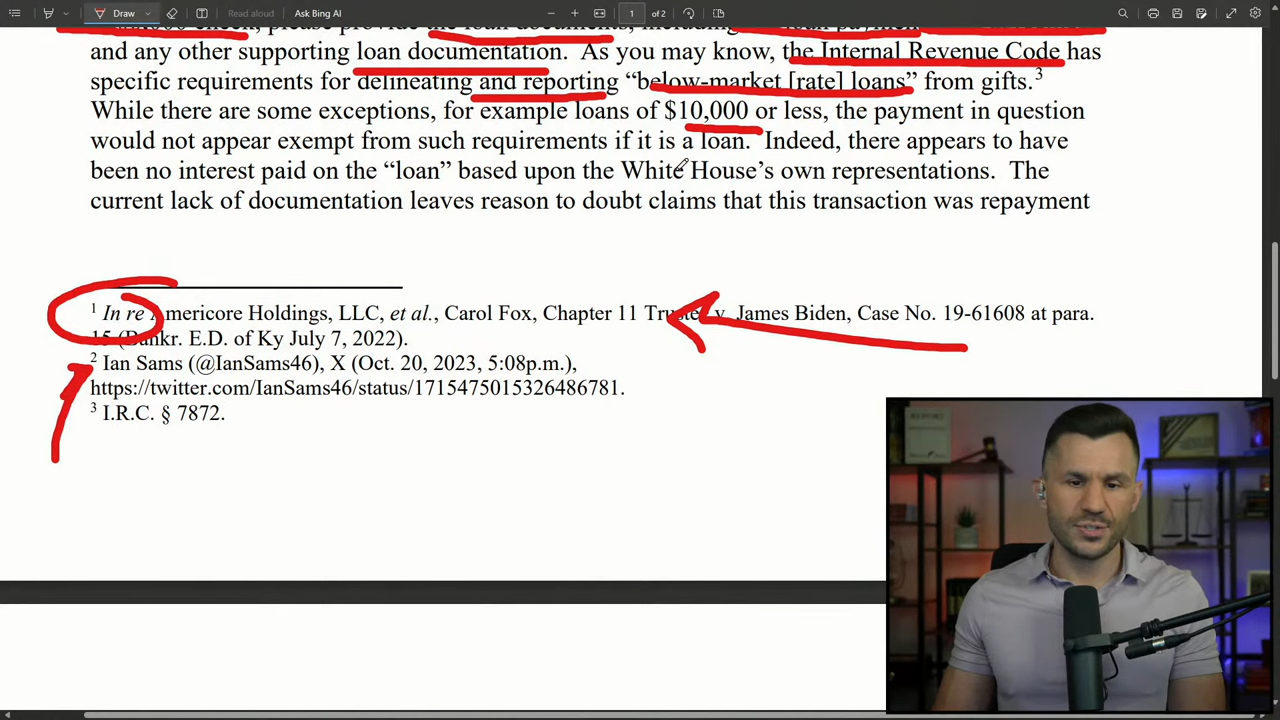 Draw
Read aloud
Ask Bing AI
1 of 2
please provide
and any other supporting loan documentation. As you may know, the Internal Revenue Code has
specific requirements for delineating and reporting “below-market [rate] loans” from gifts.3
While there are some exceptions, for example loans of $10,000 or less, the payment in question
would not appear exempt from such requirements if it is a loan. Indeed, there appears to have
been no interest paid on the “loan” based upon the White House’s own representations. The
current lack of documentation leaves reason to doubt claims that this transaction was repayment
1 In re Americore Holdings, LLC, et al., Carol Fox, Chapter 11 Trustee v. James Biden, Case No. 19-61608 at para.
15 (Bankr. E.D. of Ky July 7, 2022).
2 Ian Sams (@IanSams46), X (Oct. 20, 2023, 5:08p.m.),
https://twitter.com/IanSams46/status/1715475015326486781.
3 I.R.C. § 7872.